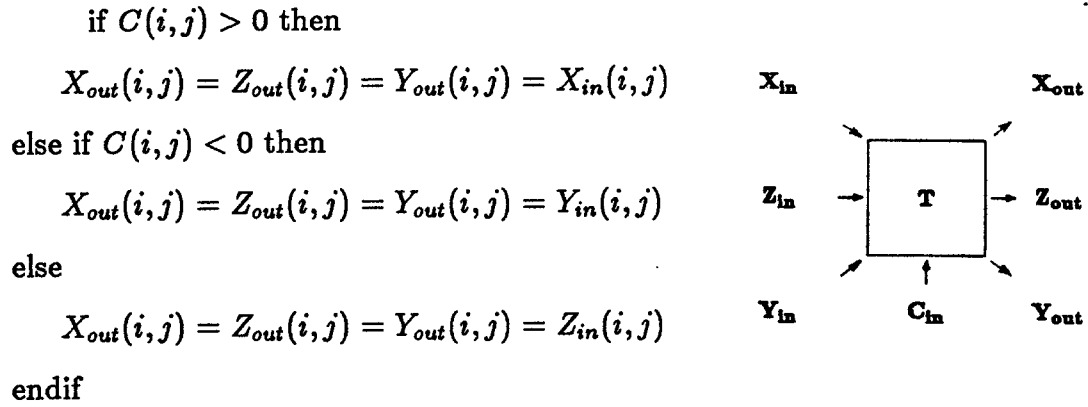 if C(i,j) > 0 then
X_out(i,j) = Z_out(i,j) = Y_out(i,j) = X_in(i,j)
else if C(i,j) < 0 then
X_out(i,j) = Z_out(i,j) = Y_out(i,j) = Y_in(i,j)
else
X_out(i,j) = Z_out(i,j) = Y_out(i,j) = Z_in(i,j)
endif
X_in X_out
Z_in T Z_out
Y_in C_in Y_out